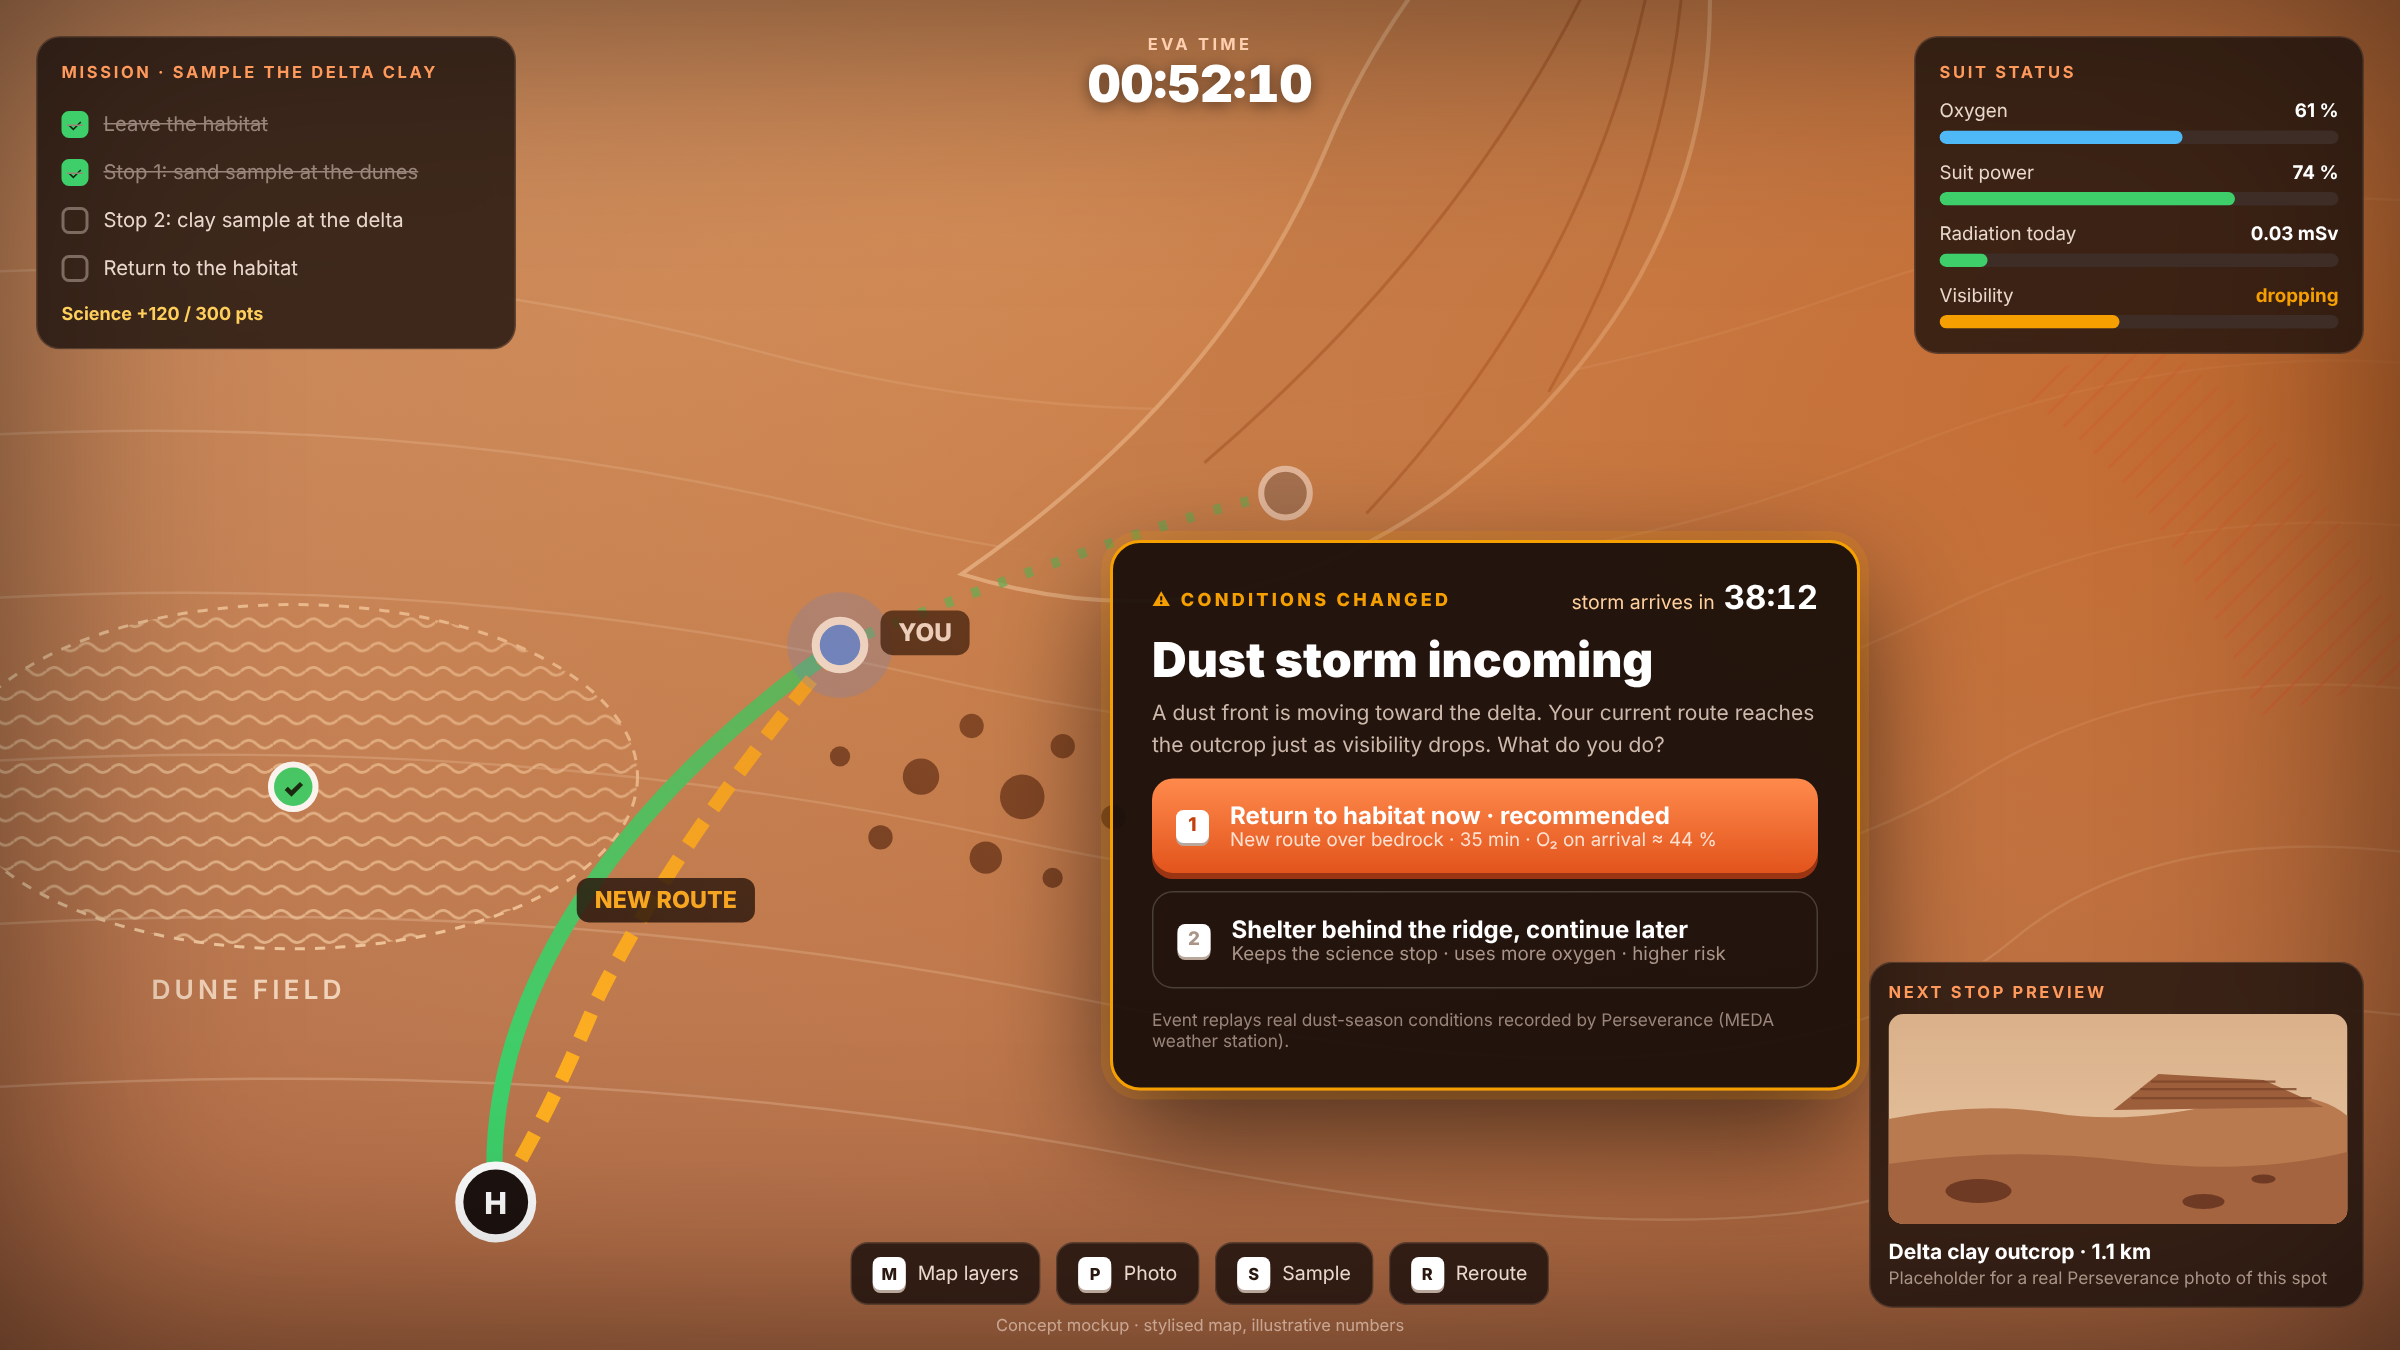 MISSION · SAMPLE THE DELTA CLAY
Leave the habitat
Stop 1: sand sample at the dunes
Stop 2: clay sample at the delta
Return to the habitat
Science +120 / 300 pts
EVA TIME
00:52:10
SUIT STATUS
Oxygen 61 %
Suit power 74 %
Radiation today 0.03 mSv
Visibility dropping
YOU
NEW ROUTE
DUNE FIELD
H
⚠ CONDITIONS CHANGED storm arrives in 38:12
Dust storm incoming
A dust front is moving toward the delta. Your current route reaches
the outcrop just as visibility drops. What do you do?
1 Return to habitat now · recommended
New route over bedrock · 35 min · O₂ on arrival ≈ 44 %
2 Shelter behind the ridge, continue later
Keeps the science stop · uses more oxygen · higher risk
Event replays real dust-season conditions recorded by Perseverance (MEDA
weather station).
NEXT STOP PREVIEW
Delta clay outcrop · 1.1 km
Placeholder for a real Perseverance photo of this spot
M Map layers
P Photo
S Sample
R Reroute
Concept mockup · stylised map, illustrative numbers